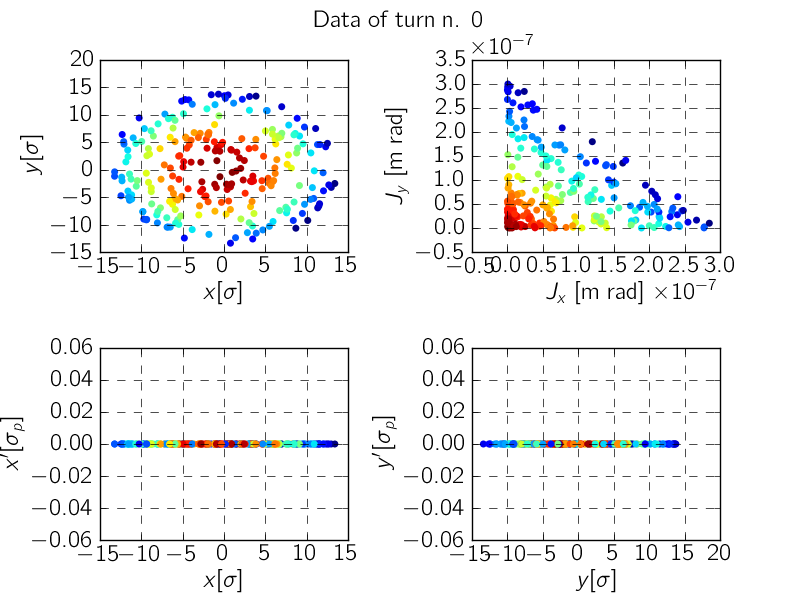 Data of turn n. 0
20
15
10
5
0
−5
−10
−15
y[σ]
−15−10 −5 0 5 10 15
x[σ]
×10⁻⁷
3.5
3.0
2.5
2.0
1.5
1.0
0.5
0.0
−0.5
J_y [m rad]
−0.50.0 0.5 1.0 1.5 2.0 2.5 3.0
J_x [m rad] ×10⁻⁷
0.06
0.04
0.02
0.00
−0.02
−0.04
−0.06
x′[σ_p]
−15−10 −5 0 5 10 15
x[σ]
0.06
0.04
0.02
0.00
−0.02
−0.04
−0.06
y′[σ_p]
−15−10 −5 0 5 10 15 20
y[σ]